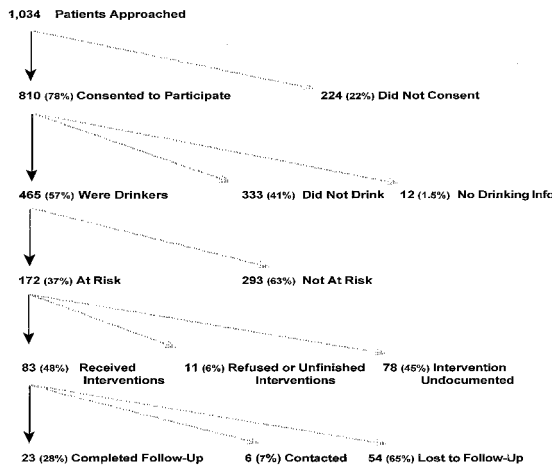 1,034 Patients Approached
810 (78%) Consented to Participate 224 (22%) Did Not Consent
465 (57%) Were Drinkers 333 (41%) Did Not Drink 12 (1.5%) No Drinking Info
172 (37%) At Risk 293 (63%) Not At Risk
83 (48%) Received 11 (6%) Refused or Unfinished 78 (45%) Intervention
Interventions Interventions Undocumented
23 (28%) Completed Follow-Up 6 (7%) Contacted 54 (65%) Lost to Follow-Up